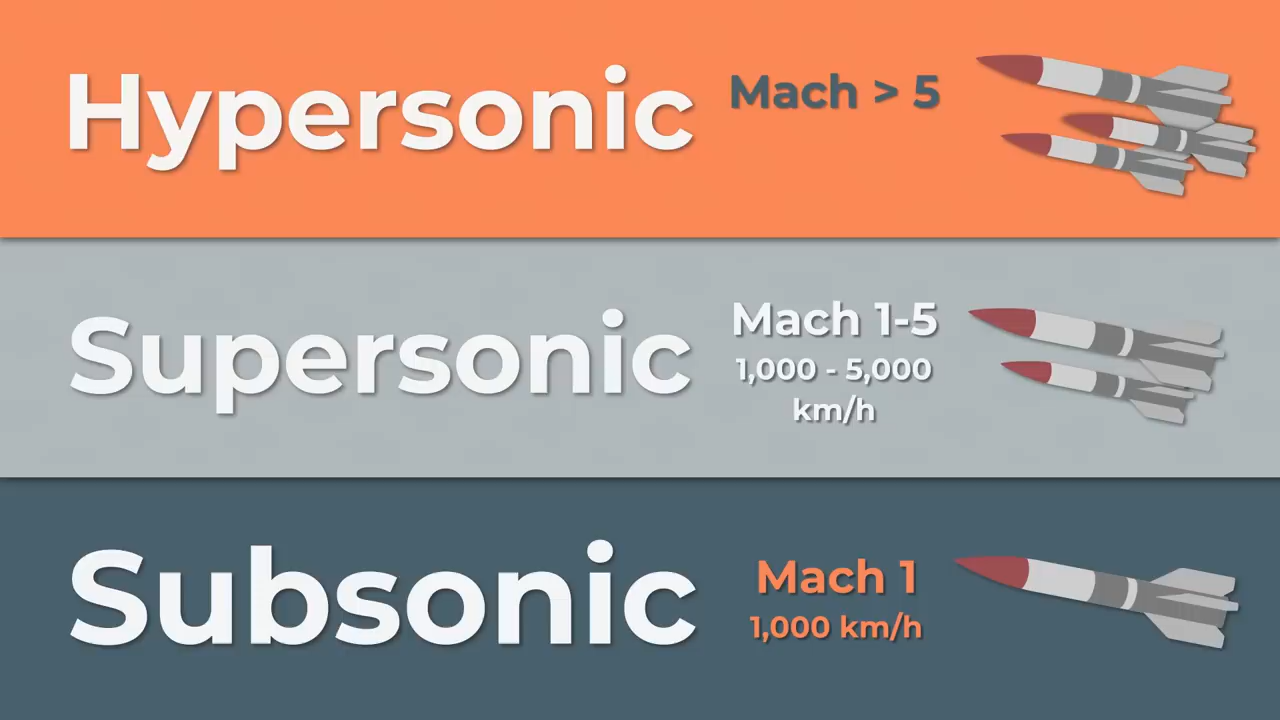 Hypersonic
Mach > 5
Supersonic
Mach 1-5
1,000 - 5,000
km/h
Subsonic
Mach 1
1,000 km/h